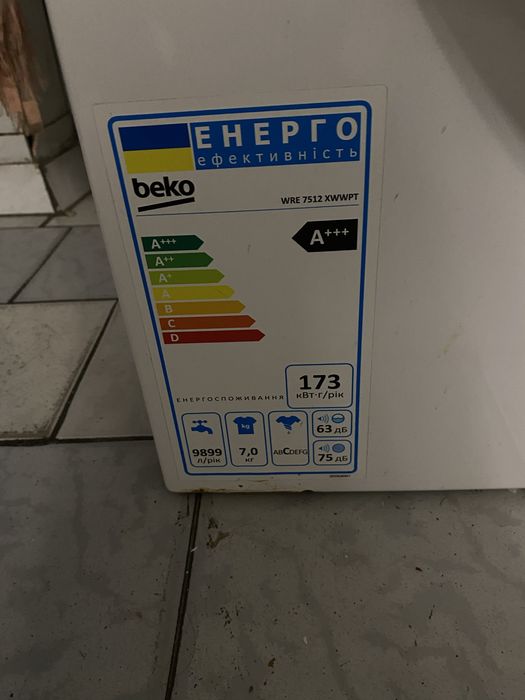 ЕНЕРГО
ефективність
beko
WRE 7512 XWWPT
A+++
A+++
A++
A+
A
B
C
D
173
кВт·г/рік
ЕНЕРГОСПОЖИВАННЯ
9899
л/рік
kg
7,0
кг
ABCDEFG
63 дБ
75 дБ